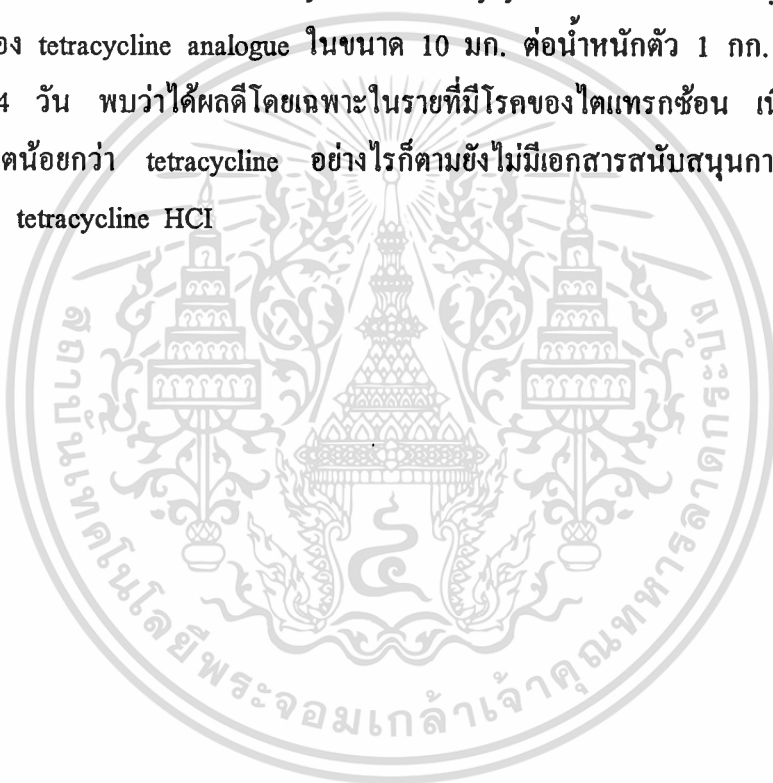 อง tetracycline analogue ในขนาด 10 มก. ต่อน้ำหนักตัว 1 กก.
4 วัน พบว่าได้ผลดีโดยเฉพาะในรายที่มีโรคของไตแทรกซ้อน เนื
ตน้อยกว่า tetracycline อย่างไรก็ตามยังไม่มีเอกสารสนับสนุนกา
tetracycline HCI
สถาบันเทคโนโลยีพระจอมเกล้าเจ้าคุณทหารลาดกระบัง